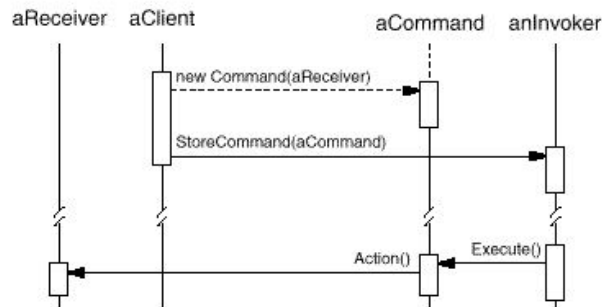 aReceiver aClient aCommand anInvoker
new Command(aReceiver)
StoreCommand(aCommand)
Action() Execute()